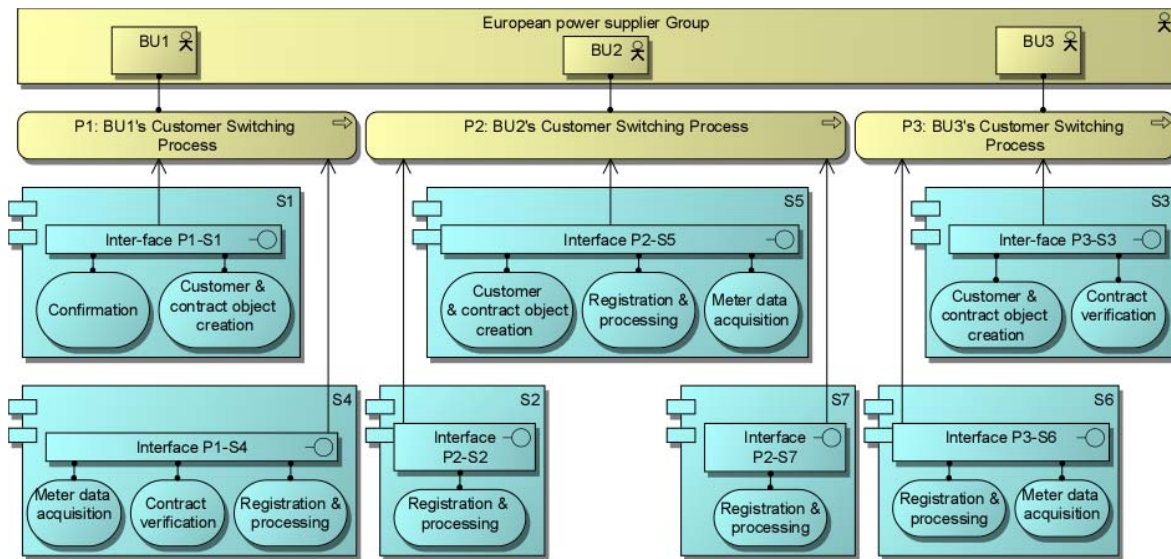 European power supplier Group
BU1
BU2
BU3
P1: BU1's Customer Switching
Process
P2: BU2's Customer Switching Process
P3: BU3's Customer Switching
Process
S1
Inter-face P1-S1
Confirmation
Customer &
contract object
creation
S5
Interface P2-S5
Customer
& contract object
creation
Registration &
processing
Meter data
acquisition
S3
Inter-face P3-S3
Customer &
contract object
creation
Contract
verification
S4
Interface P1-S4
Meter data
acquisition
Contract
verification
Registration &
processing
S2
Interface
P2-S2
Registration &
processing
S7
Interface
P2-S7
Registration &
processing
S6
Interface P3-S6
Registration &
processing
Meter data
acquisition